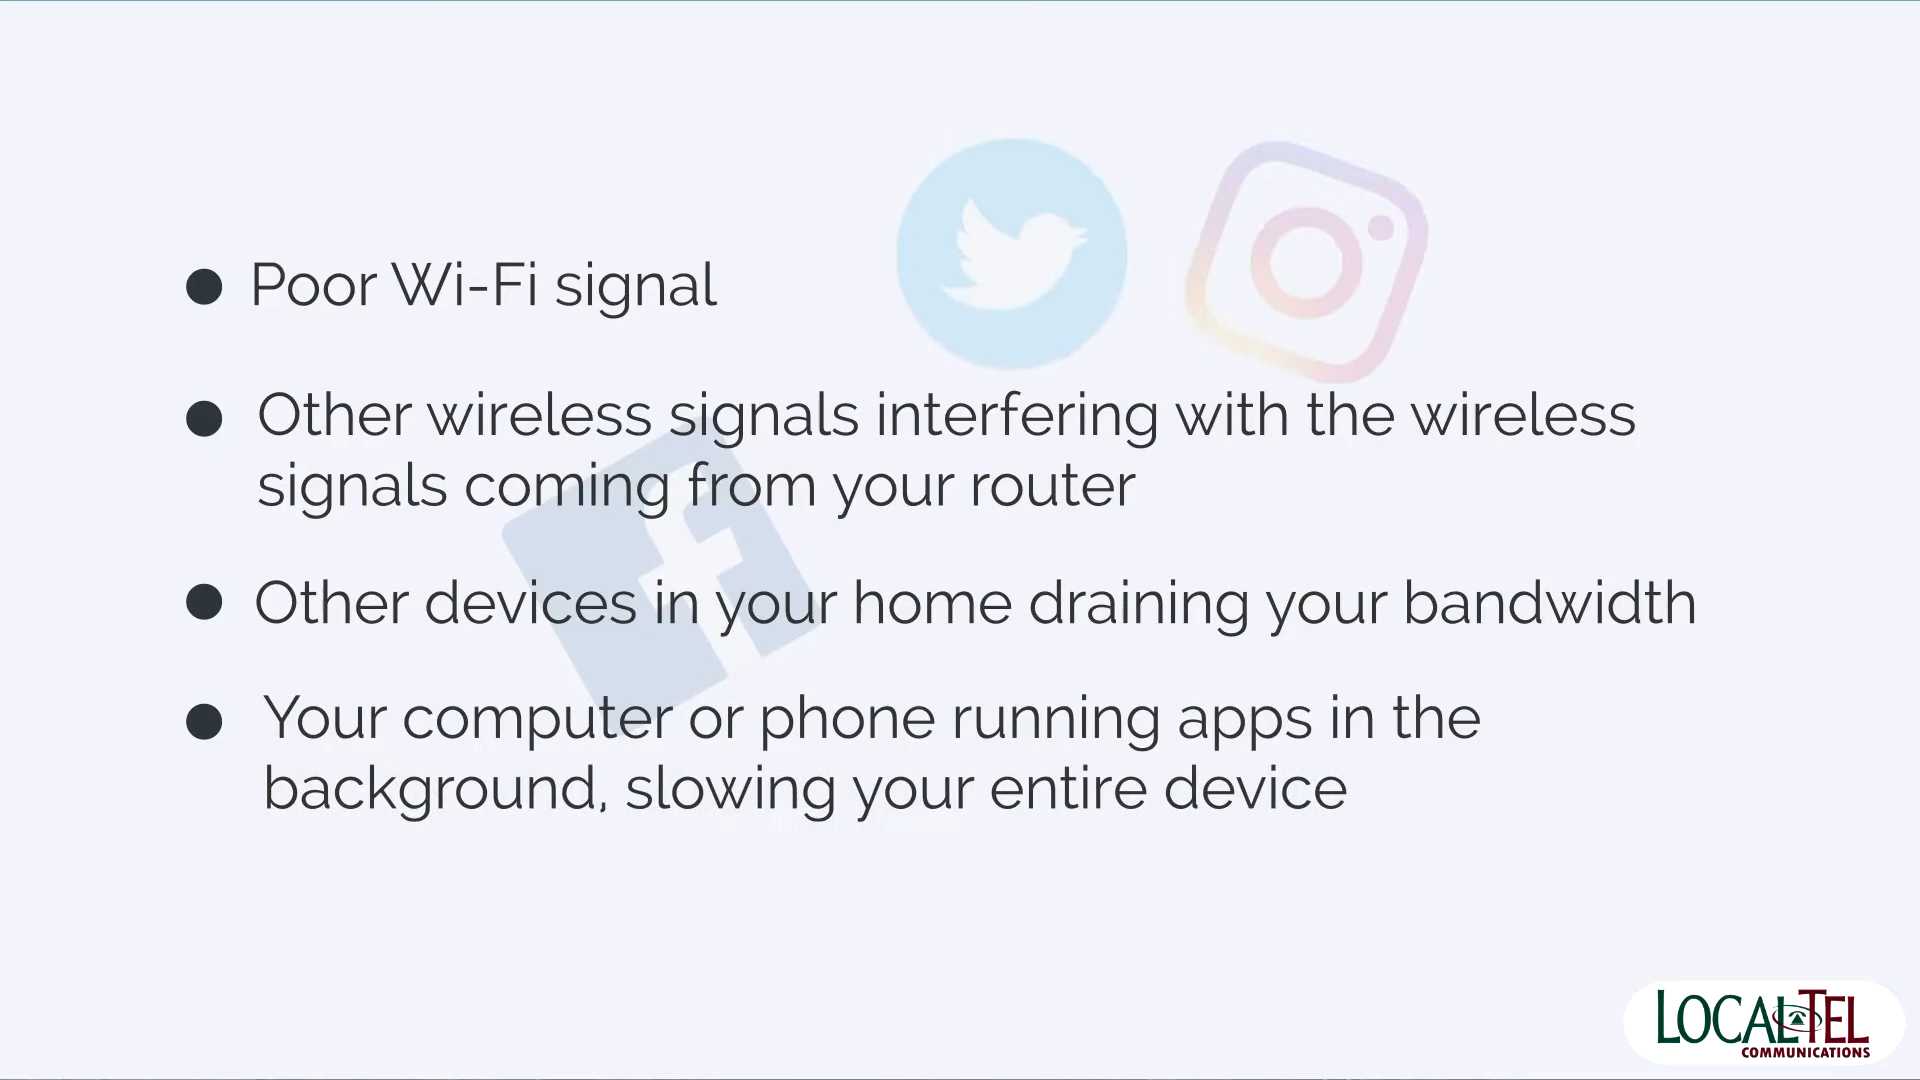 ● Poor Wi-Fi signal
● Other wireless signals interfering with the wireless
signals coming from your router
● Other devices in your home draining your bandwidth
● Your computer or phone running apps in the
background, slowing your entire device
LOCALTEL
COMMUNICATIONS